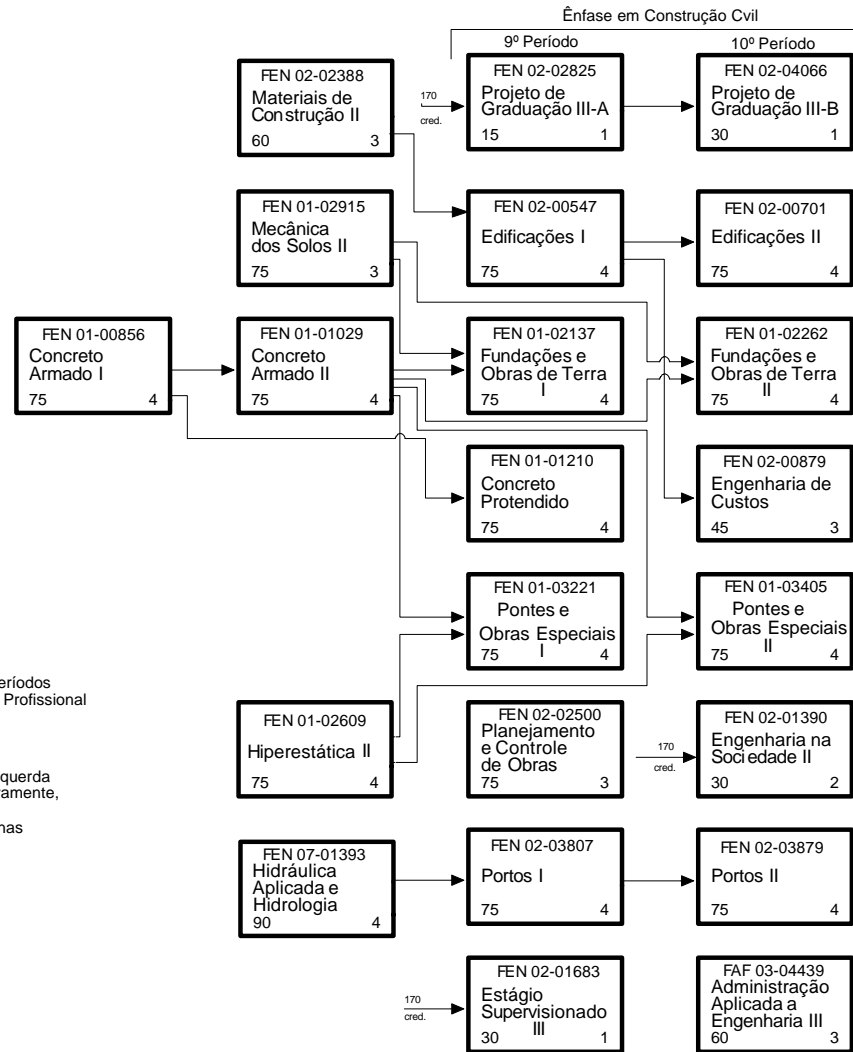 Ênfase em Construção Cvil
9º Período
10º Período
FEN 02-02388
Materiais de
Construção II
60 3
170
cred.
FEN 02-02825
Projeto de
Graduação III-A
15 1
FEN 02-04066
Projeto de
Graduação III-B
30 1
FEN 01-02915
Mecânica
dos Solos II
75 3
FEN 02-00547
Edificações I
75 4
FEN 02-00701
Edificações II
75 4
FEN 01-00856
Concreto
Armado I
75 4
FEN 01-01029
Concreto
Armado II
75 4
FEN 01-02137
Fundações e
Obras de Terra
I
75 4
FEN 01-02262
Fundações e
Obras de Terra
II
75 4
FEN 01-01210
Concreto
Protendido
75 4
FEN 02-00879
Engenharia de
Custos
45 3
FEN 01-03221
Pontes e
Obras Especiais
I
75 4
FEN 01-03405
Pontes e
Obras Especiais
II
75 4
eríodos
Profissional
querda
ramente,
nas
FEN 01-02609
Hiperestática II
75 4
FEN 02-02500
Planejamento
e Controle
de Obras
75 3
170
cred.
FEN 02-01390
Engenharia na
Sociedade II
30 2
FEN 07-01393
Hidráulica
Aplicada e
Hidrologia
90 4
FEN 02-03807
Portos I
75 4
FEN 02-03879
Portos II
75 4
170
cred.
FEN 02-01683
Estágio
Supervisionado
III
30 1
FAF 03-04439
Administração
Aplicada a
Engenharia III
60 3